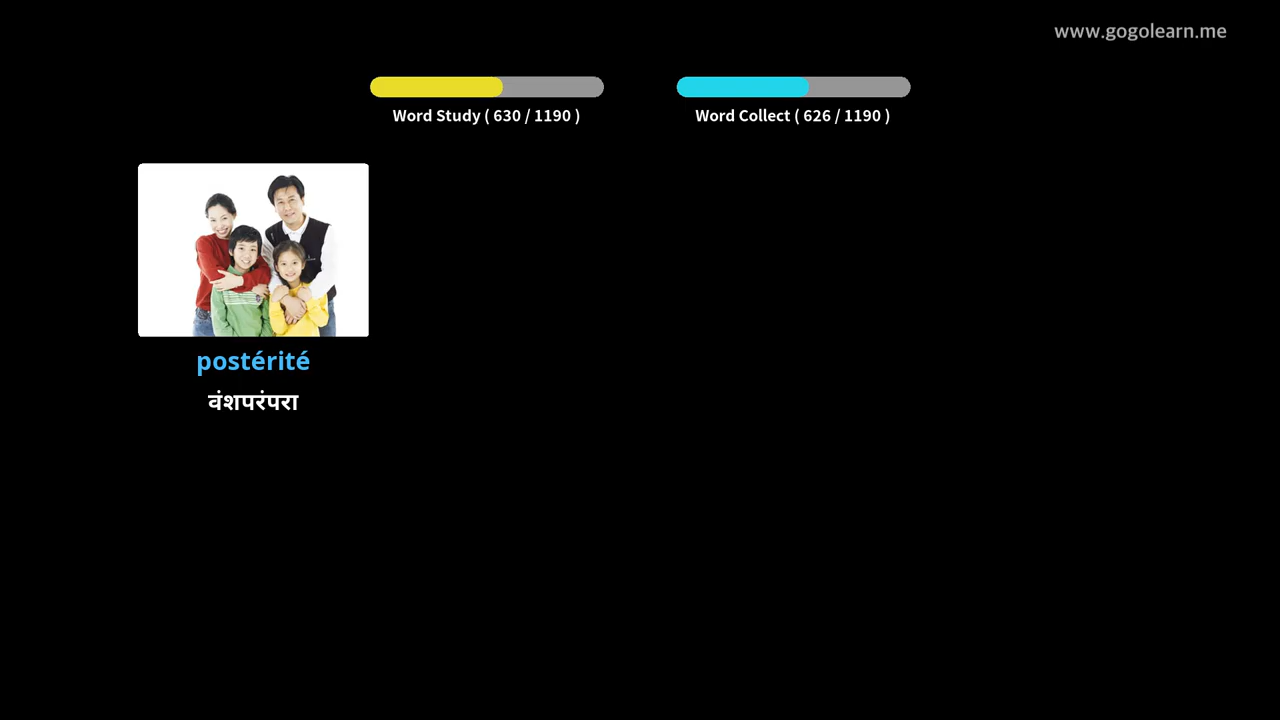 www.gogolearn.me
Word Study ( 630 / 1190 )
Word Collect ( 626 / 1190 )
postérité
वंशपरंपरा